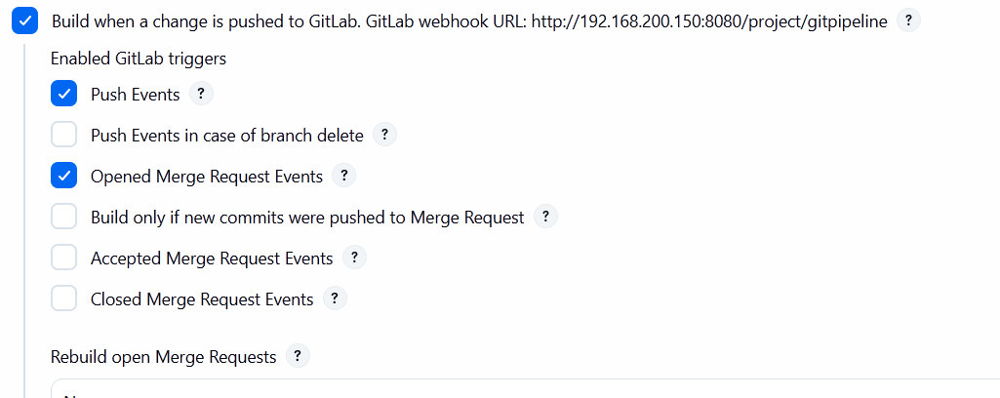 Build when a change is pushed to GitLab. GitLab webhook URL: http://192.168.200.150:8080/project/gitpipeline ?
Enabled GitLab triggers
Push Events ?
Push Events in case of branch delete ?
Opened Merge Request Events ?
Build only if new commits were pushed to Merge Request ?
Accepted Merge Request Events ?
Closed Merge Request Events ?
Rebuild open Merge Requests ?